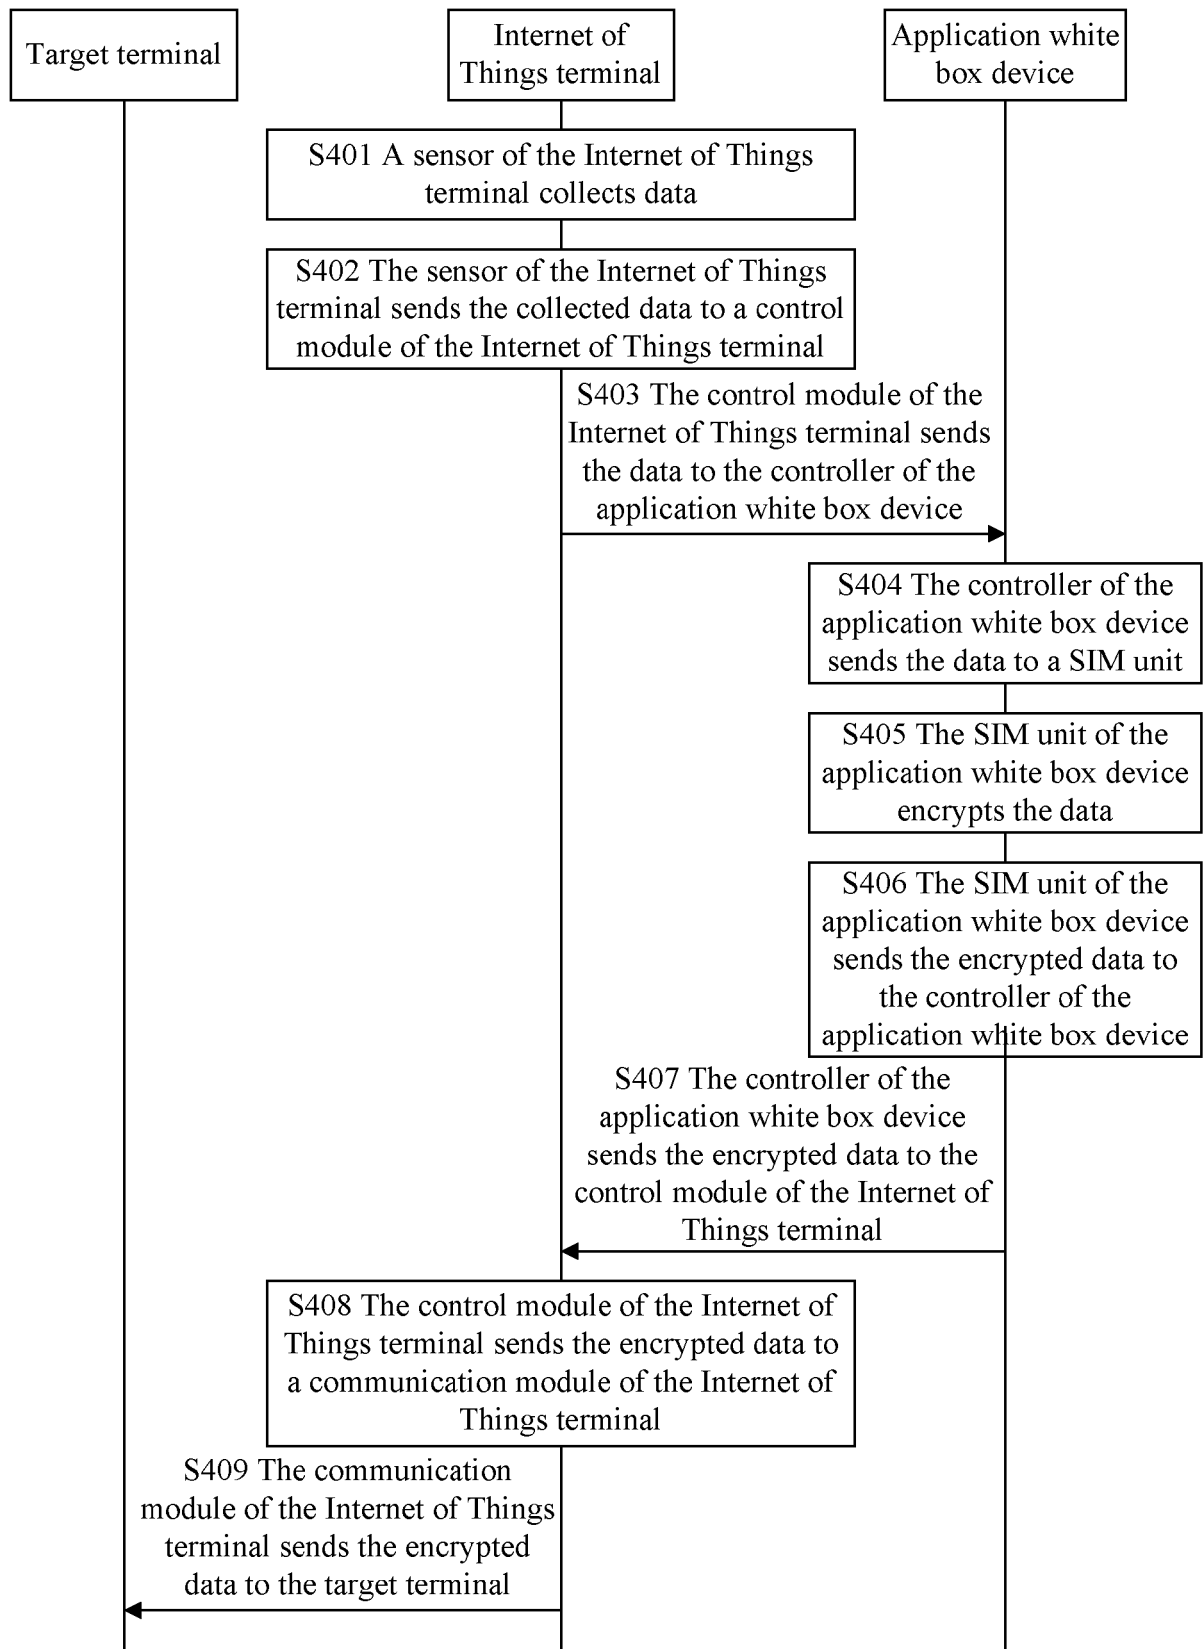 Target terminal
Internet of
Things terminal
Application white
box device
S401 A sensor of the Internet of Things
terminal collects data
S402 The sensor of the Internet of Things
terminal sends the collected data to a control
module of the Internet of Things terminal
S403 The control module of the
Internet of Things terminal sends
the data to the controller of the
application white box device
S404 The controller of the
application white box device
sends the data to a SIM unit
S405 The SIM unit of the
application white box device
encrypts the data
S406 The SIM unit of the
application white box device
sends the encrypted data to
the controller of the
application white box device
S407 The controller of the
application white box device
sends the encrypted data to the
control module of the Internet of
Things terminal
S408 The control module of the Internet of
Things terminal sends the encrypted data to
a communication module of the Internet of
Things terminal
S409 The communication
module of the Internet of Things
terminal sends the encrypted
data to the target terminal